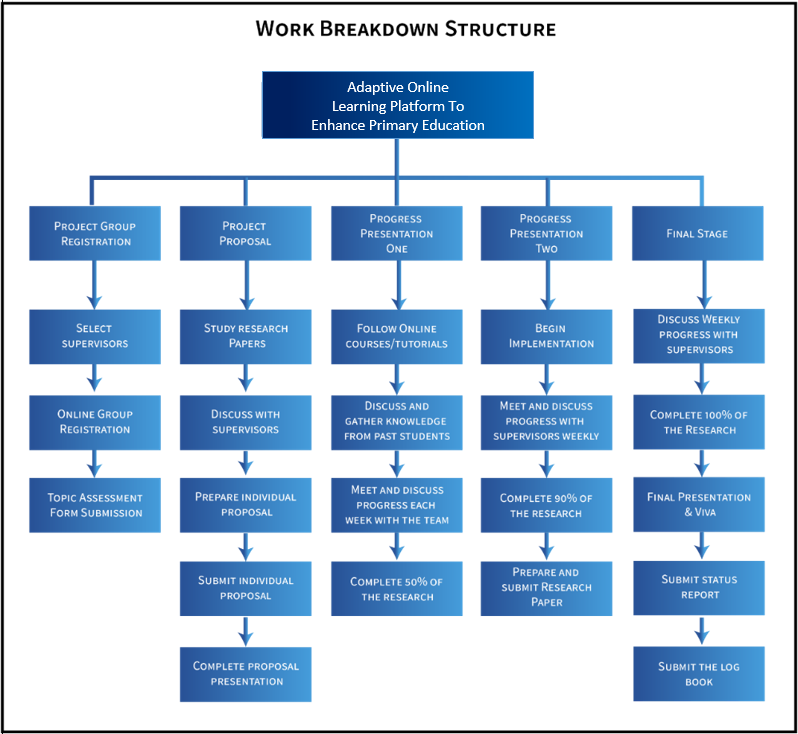 Work Breakdown Structure
Adaptive Online
Learning Platform To
Enhance Primary Education
Project Group
Registration
Project
Proposal
Progress
Presentation
One
Progress
Presentation
Two
Final Stage
Select
supervisors
Study research
Papers
Follow Online
courses/tutorials
Begin
Implementation
Discuss Weekly
progress with
supervisors
Online Group
Registration
Discuss with
supervisors
Discuss and
gather knowledge
from past students
Meet and discuss
progress with
supervisors weekly
Complete 100% of
the Research
Topic Assessment
Form Submission
Prepare individual
proposal
Meet and discuss
progress each
week with the team
Complete 90% of
the research
Final Presentation
& Viva
Submit individual
proposal
Complete 50% of
the research
Prepare and
submit Research
Paper
Submit status
report
Complete proposal
presentation
Submit the log
book